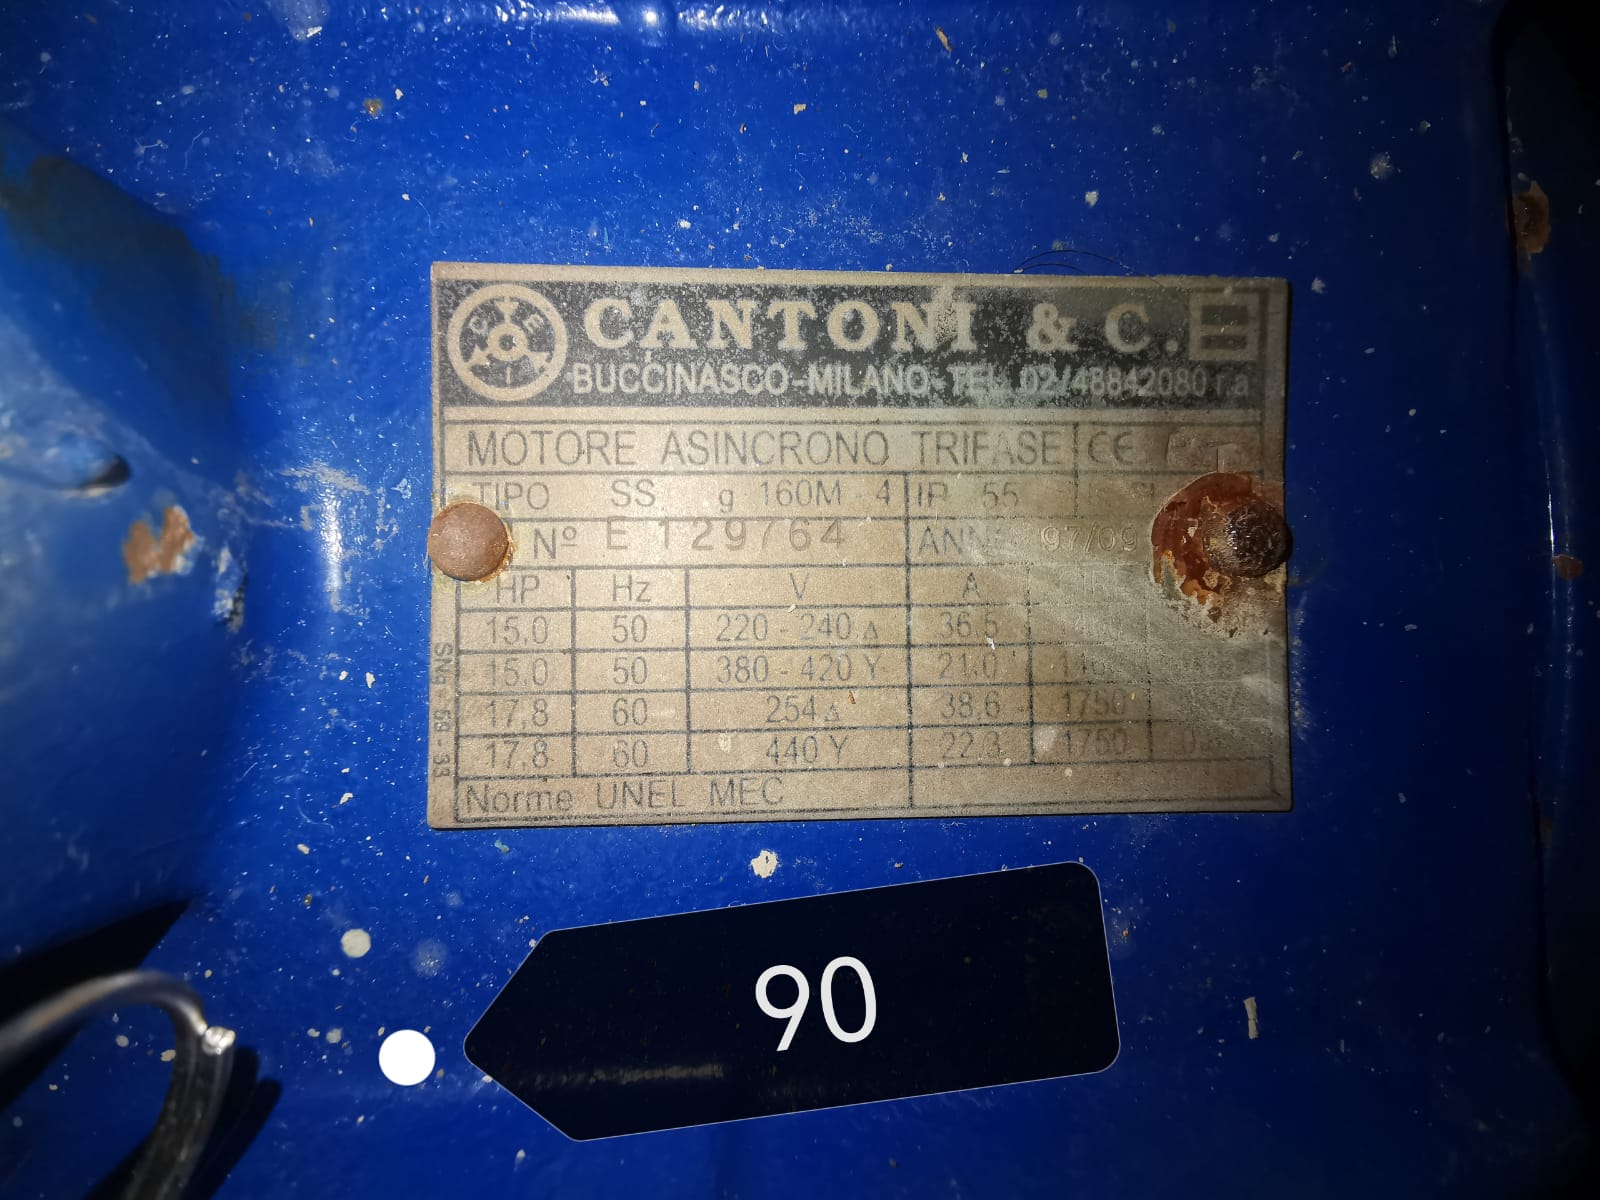 CANTONI & C.
BUCCINASCO-MILANO-TEL. 02/48842080 r.a
MOTORE ASINCRONO TRIFASE CE
TIPO SS g 160M 4 IP 55
Nº E 129764 97/09
HP Hz V A
15.0 50 220 - 240 Δ 36.5
15.0 50 380 - 420 Y 21.0
17,8 60 254 Δ 38.6 1750
17.8 60 440 Y 22.3 1750
Norme UNEL MEC
90